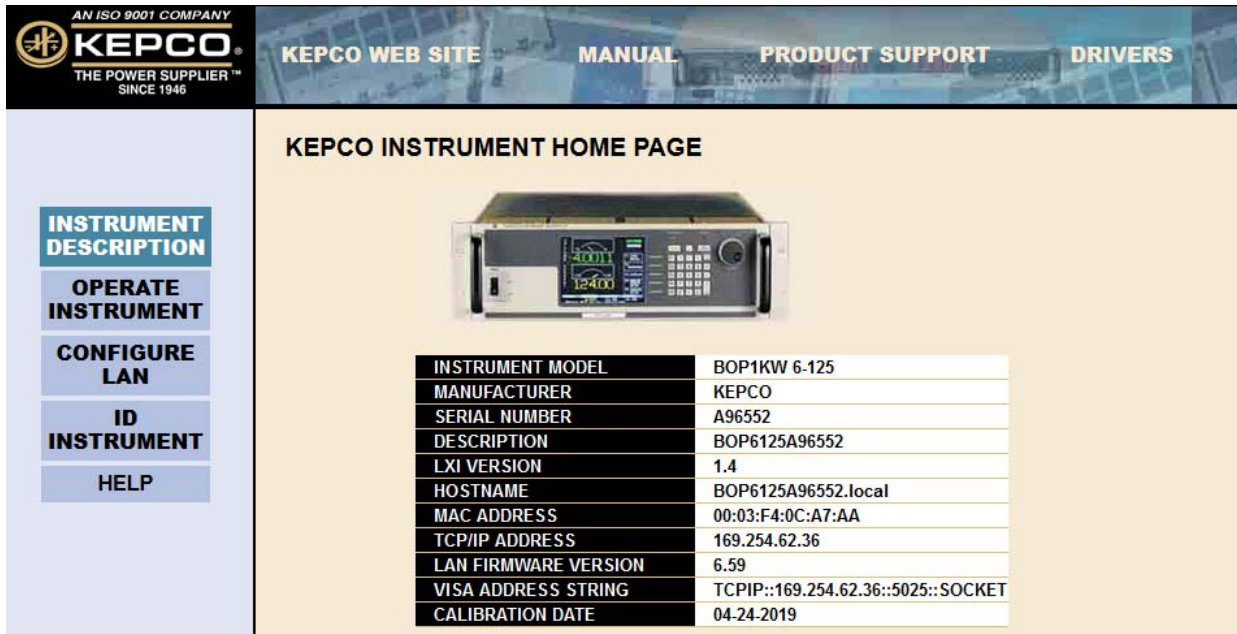 AN ISO 9001 COMPANY
KEPCO®
THE POWER SUPPLIER™
SINCE 1946
KEPCO WEB SITE MANUAL PRODUCT SUPPORT DRIVERS
KEPCO INSTRUMENT HOME PAGE
4.0011
124.00
INSTRUMENT
DESCRIPTION
OPERATE
INSTRUMENT
CONFIGURE
LAN
ID
INSTRUMENT
HELP
INSTRUMENT MODEL BOP1KW 6-125
MANUFACTURER KEPCO
SERIAL NUMBER A96552
DESCRIPTION BOP6125A96552
LXI VERSION 1.4
HOSTNAME BOP6125A96552.local
MAC ADDRESS 00:03:F4:0C:A7:AA
TCP/IP ADDRESS 169.254.62.36
LAN FIRMWARE VERSION 6.59
VISA ADDRESS STRING TCPIP::169.254.62.36::5025::SOCKET
CALIBRATION DATE 04-24-2019